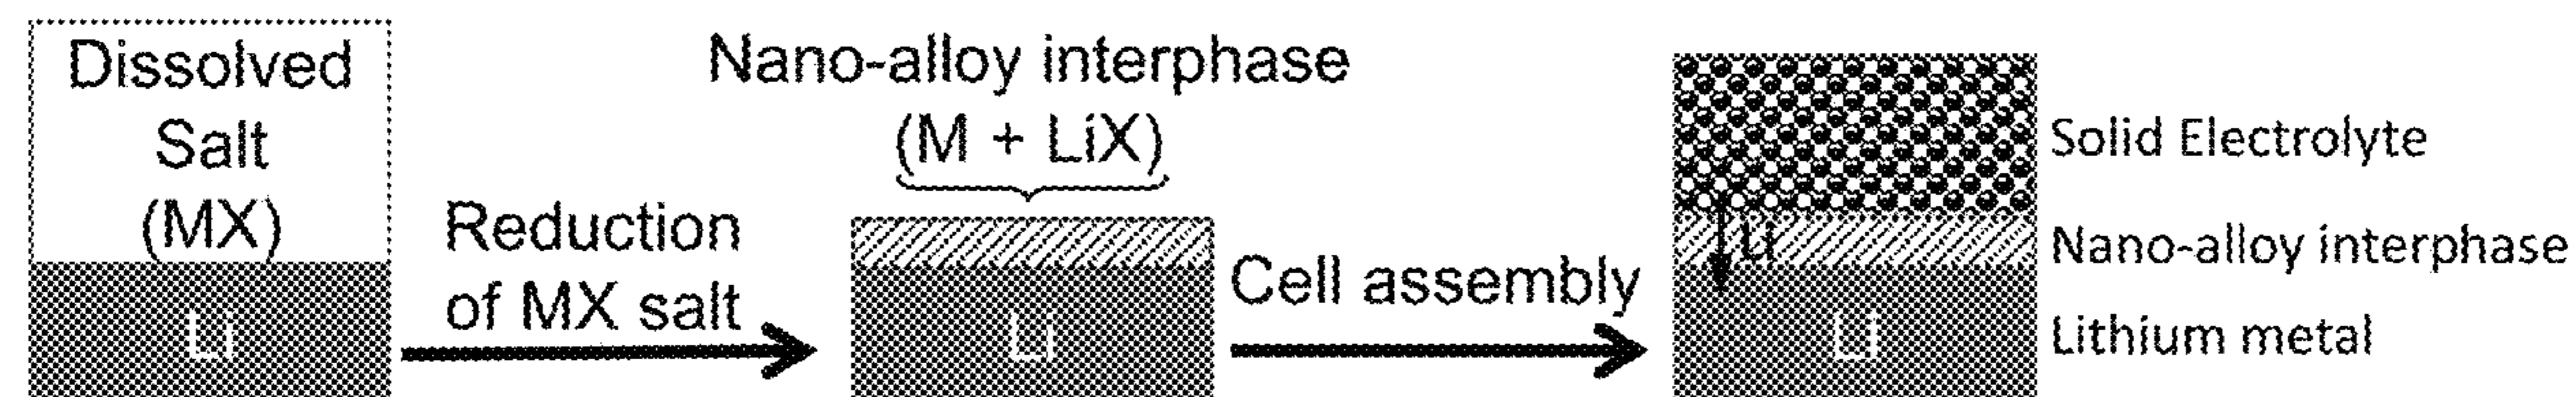 Dissolved
Salt
(MX)
Li
Reduction
of MX salt
Nano-alloy interphase
(M + LiX)
Li
Cell assembly
Li
Li
Solid Electrolyte
Nano-alloy interphase
Lithium metal